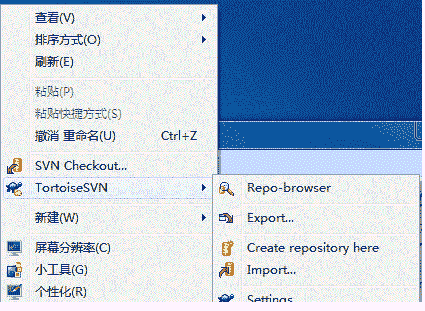 查看(V)
排序方式(O)
刷新(E)
粘贴(P)
粘贴快捷方式(S)
撤消 重命名(U) Ctrl+Z
SVN Checkout...
TortoiseSVN
新建(W)
屏幕分辨率(C)
小工具(G)
个性化(R)
Repo-browser
Export...
Create repository here
Import...
Settings